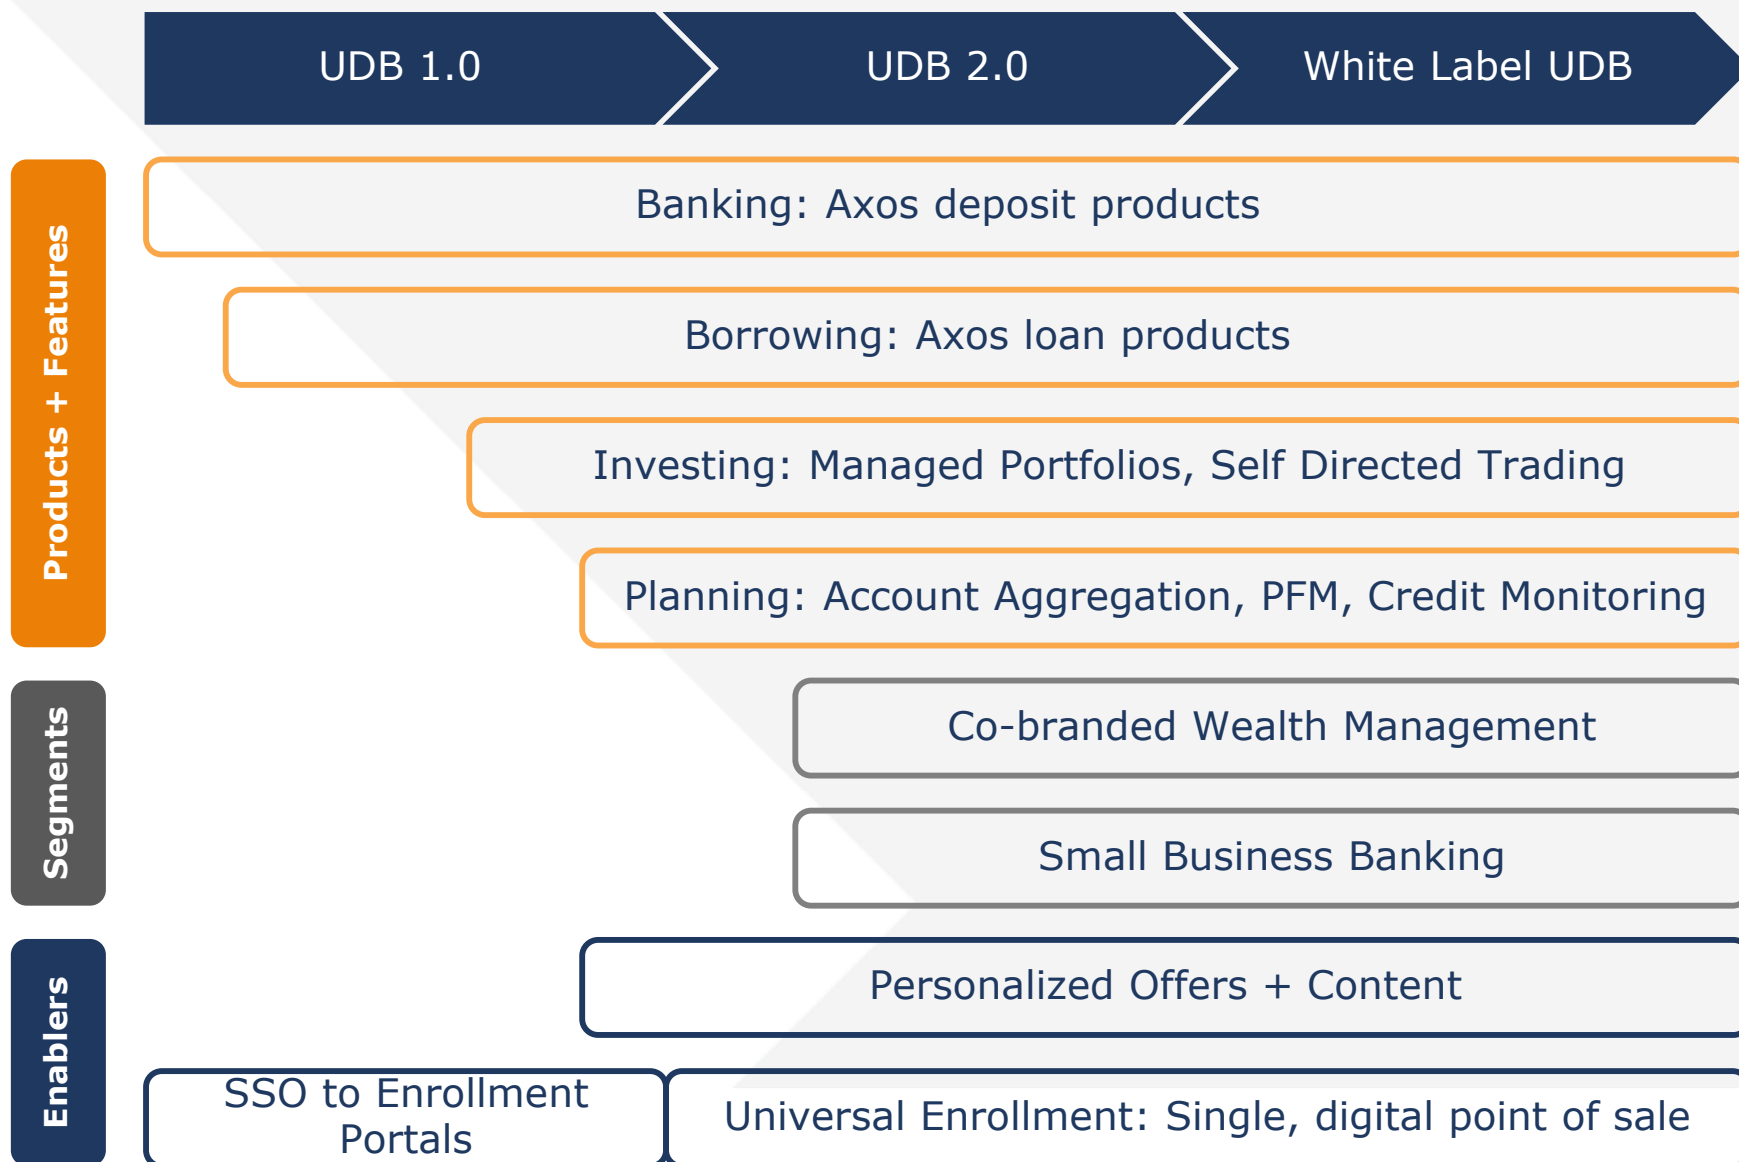 UDB 1.0
UDB 2.0
White Label UDB
Products + Features
Banking: Axos deposit products
Borrowing: Axos loan products
Investing: Managed Portfolios, Self Directed Trading
Planning: Account Aggregation, PFM, Credit Monitoring
Segments
Co-branded Wealth Management
Small Business Banking
Enablers
Personalized Offers + Content
SSO to Enrollment
Portals
Universal Enrollment: Single, digital point of sale